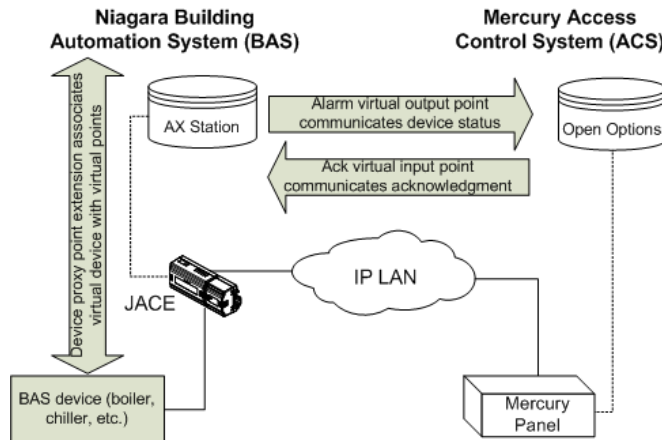 Niagara Building
Automation System (BAS)
Mercury Access
Control System (ACS)
Device proxy point extension associates
virtual device with virtual points
AX Station
Alarm virtual output point
communicates device status
Open Options
Ack virtual input point
communicates acknowledgment
JACE
IP LAN
BAS device (boiler,
chiller, etc.)
Mercury
Panel